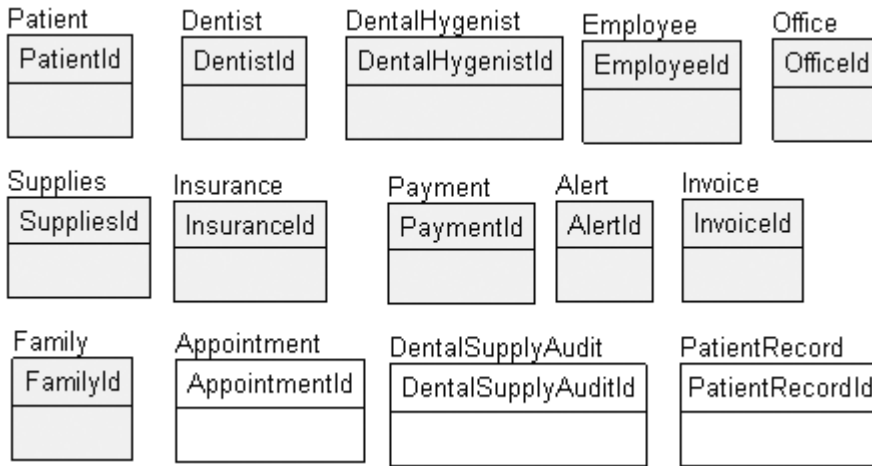 Patient Dentist DentalHygenist Employee Office
PatientId DentistId DentalHygenistId EmployeeId OfficeId
Supplies Insurance Payment Alert Invoice
SuppliesId InsuranceId PaymentId AlertId InvoiceId
Family Appointment DentalSupplyAudit PatientRecord
FamilyId AppointmentId DentalSupplyAuditId PatientRecordId